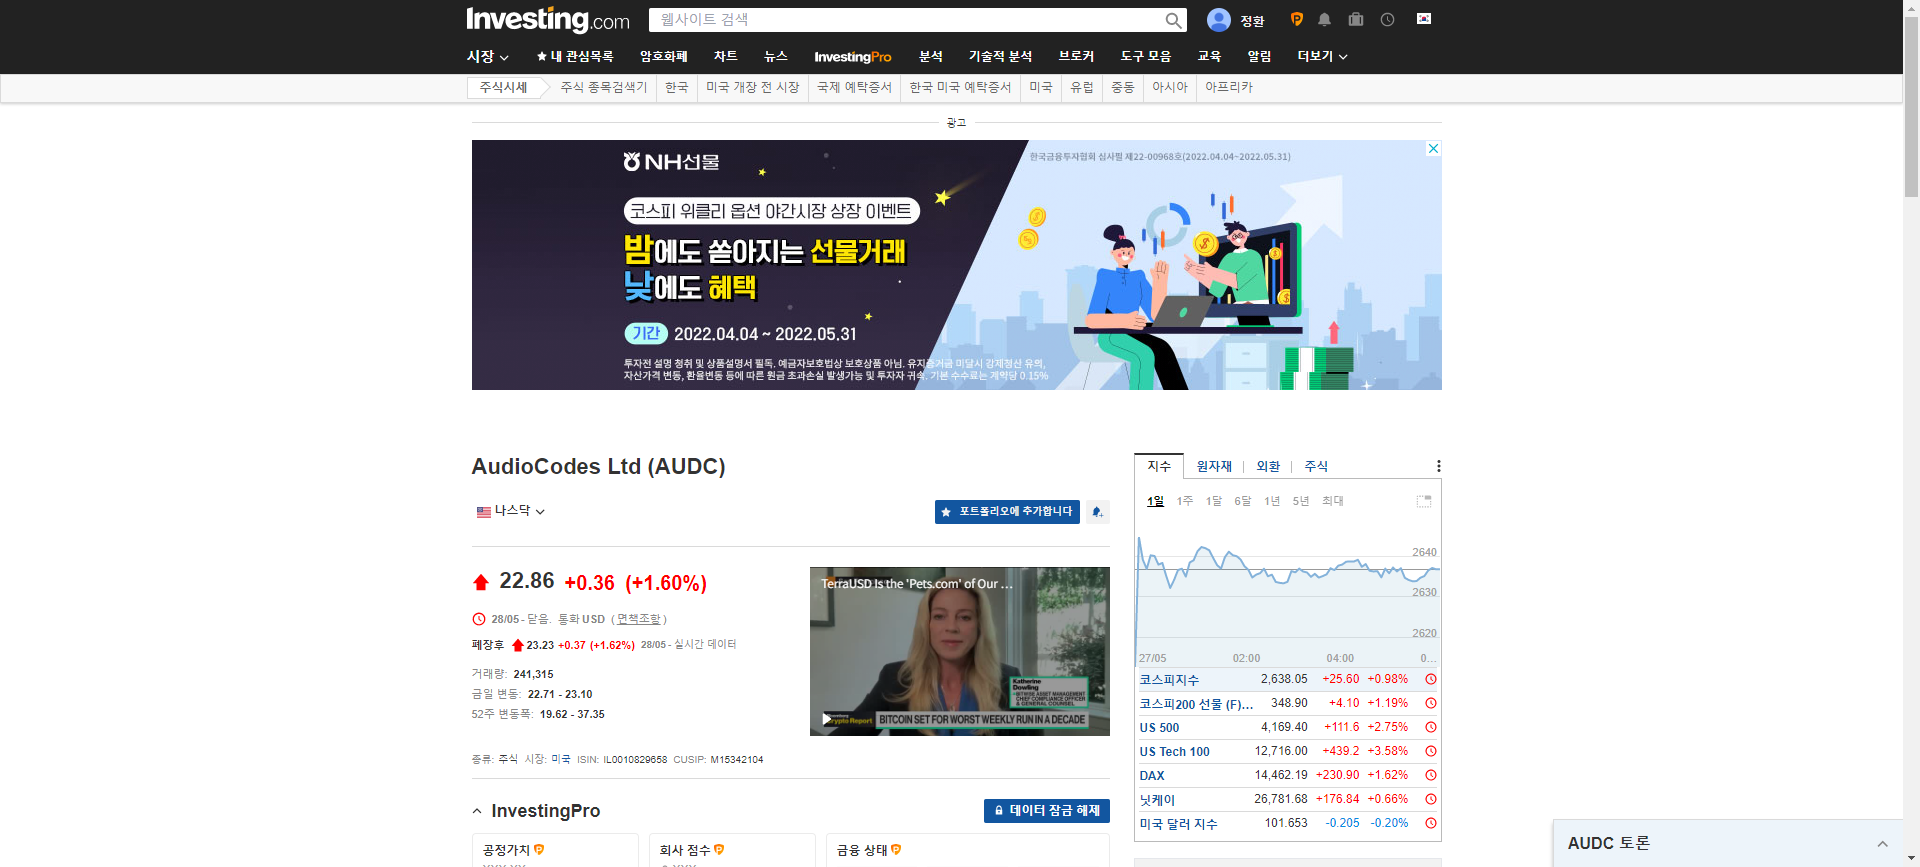 Investing.com
웹사이트 검색
정환
시장
내 관심목록
암호화폐
차트
뉴스
InvestingPro
분석
기술적 분석
브로커
도구 모음
교육
알림
더보기
주식시세
주식 종목검색기
한국
미국 개장 전 시장
국제 예탁증서
한국 미국 예탁증서
미국
유럽
중동
아시아
아프리카
광고
NH선물
한국금융투자협회 심사필 제22-00968호(2022.04.04~2022.05.31)
코스피 위클리 옵션 야간시장 상장 이벤트
밤에도 쏟아지는 선물거래
낮에도 혜택
기간 2022.04.04 ~ 2022.05.31
투자전 설명 청취 및 상품설명서 필독. 예금자보호법상 보호상품 아님. 유지증거금 미달시 강제청산 유의,
자산가격 변동, 환율변동 등에 따른 원금 초과손실 발생가능 및 투자자 귀속. 기본 수수료는 계약당 0.15%
AudioCodes Ltd (AUDC)
나스닥
포트폴리오에 추가합니다
22.86 +0.36 (+1.60%)
28/05 - 닫음. 통화 USD ( 면책조항 )
폐장후 23.23 +0.37 (+1.62%) 28/05 - 실시간 데이터
거래량: 241,315
금일 변동: 22.71 - 23.10
52주 변동폭: 19.62 - 37.35
TerraUSD Is the 'Pets.com' of Our ...
Katherine
Dowling
BITWISE ASSET MANAGEMENT
CHIEF COMPLIANCE OFFICER
& GENERAL COUNSEL
Crypto Report
BITCOIN SET FOR WORST WEEKLY RUN IN A DECADE
종류: 주식 시장: 미국 ISIN: IL0010829658 CUSIP: M15342104
InvestingPro
데이터 잠금 해제
공정가치
회사 점수
금융 상태
지수
원자재
외환
주식
1일 1주 1달 6달 1년 5년 최대
2640
2630
2620
27/05 02:00 04:00 0...
코스피지수 2,638.05 +25.60 +0.98%
코스피200 선물 (F)... 348.90 +4.10 +1.19%
US 500 4,169.40 +111.6 +2.75%
US Tech 100 12,716.00 +439.2 +3.58%
DAX 14,462.19 +230.90 +1.62%
닛케이 26,781.68 +176.84 +0.66%
미국 달러 지수 101.653 -0.205 -0.20%
AUDC 토론